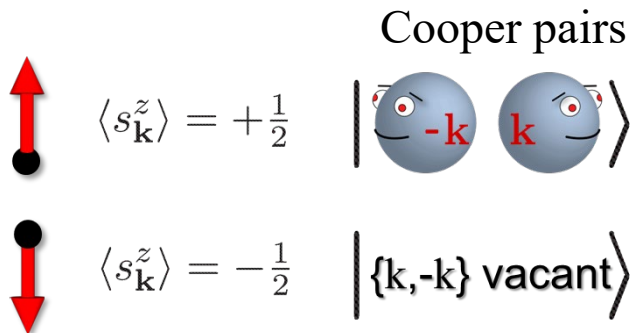 Cooper pairs
⟨s^z_𝐤⟩ = +1/2
|-k k⟩
⟨s^z_𝐤⟩ = −1/2
|{k,-k} vacant⟩